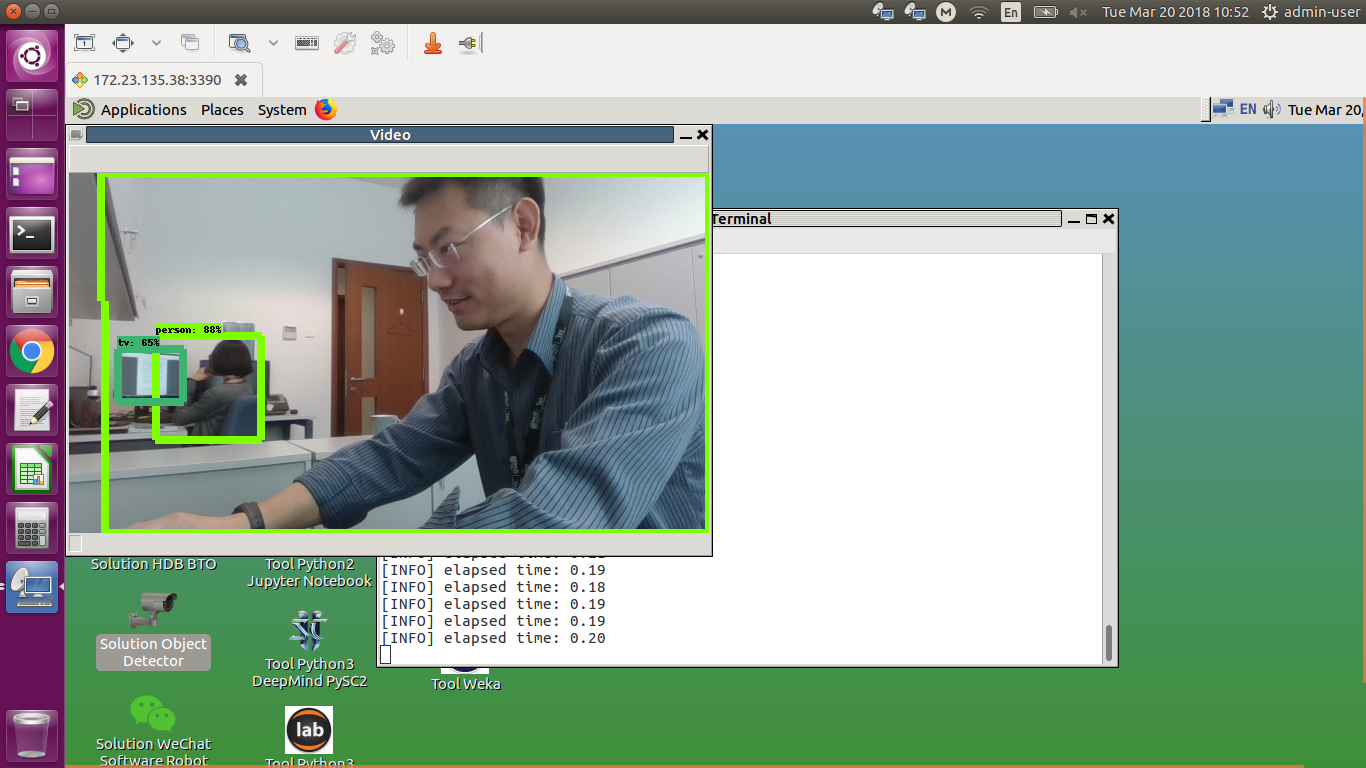 M
En
Tue Mar 20 2018 10:52
admin-user
172.23.135.38:3390
Applications
Places
System
EN
Tue Mar 20,
Video
Terminal
person: 88%
tv: 65%
[INFO] elapsed time: 0.19
[INFO] elapsed time: 0.18
[INFO] elapsed time: 0.19
[INFO] elapsed time: 0.19
[INFO] elapsed time: 0.20
Solution HDB BTO
Tool Python2
Jupyter Notebook
Solution Object
Detector
Tool Python3
DeepMind PySC2
Tool Weka
Solution WeChat
Software Robot
lab
Tool Python3